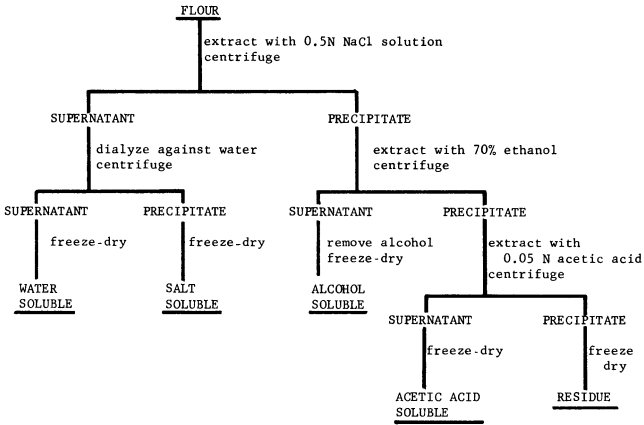 FLOUR
extract with 0.5N NaCl solution
centrifuge
SUPERNATANT
PRECIPITATE
dialyze against water
centrifuge
extract with 70% ethanol
centrifuge
SUPERNATANT
PRECIPITATE
SUPERNATANT
PRECIPITATE
freeze-dry
freeze-dry
remove alcohol
freeze-dry
extract with
0.05 N acetic acid
centrifuge
WATER
SOLUBLE
SALT
SOLUBLE
ALCOHOL
SOLUBLE
SUPERNATANT
PRECIPITATE
freeze-dry
freeze
dry
ACETIC ACID
SOLUBLE
RESIDUE